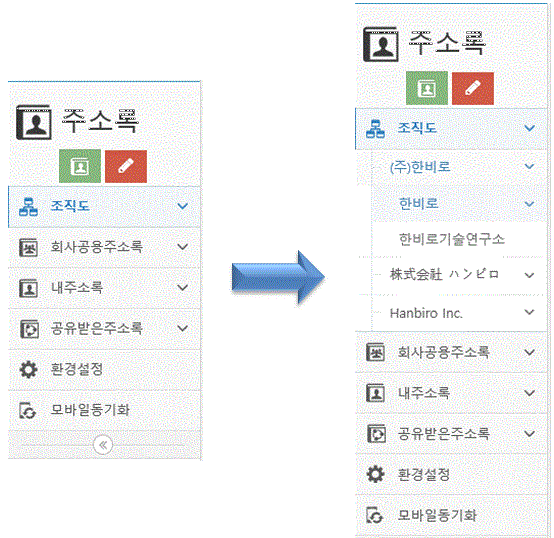 주소록
조직도
회사공용주소록
내주소록
공유받은주소록
환경설정
모바일동기화
주소록
조직도
(주)한비로
한비로
한비로기술연구소
株式会社 ハンビロ
Hanbiro Inc.
회사공용주소록
내주소록
공유받은주소록
환경설정
모바일동기화